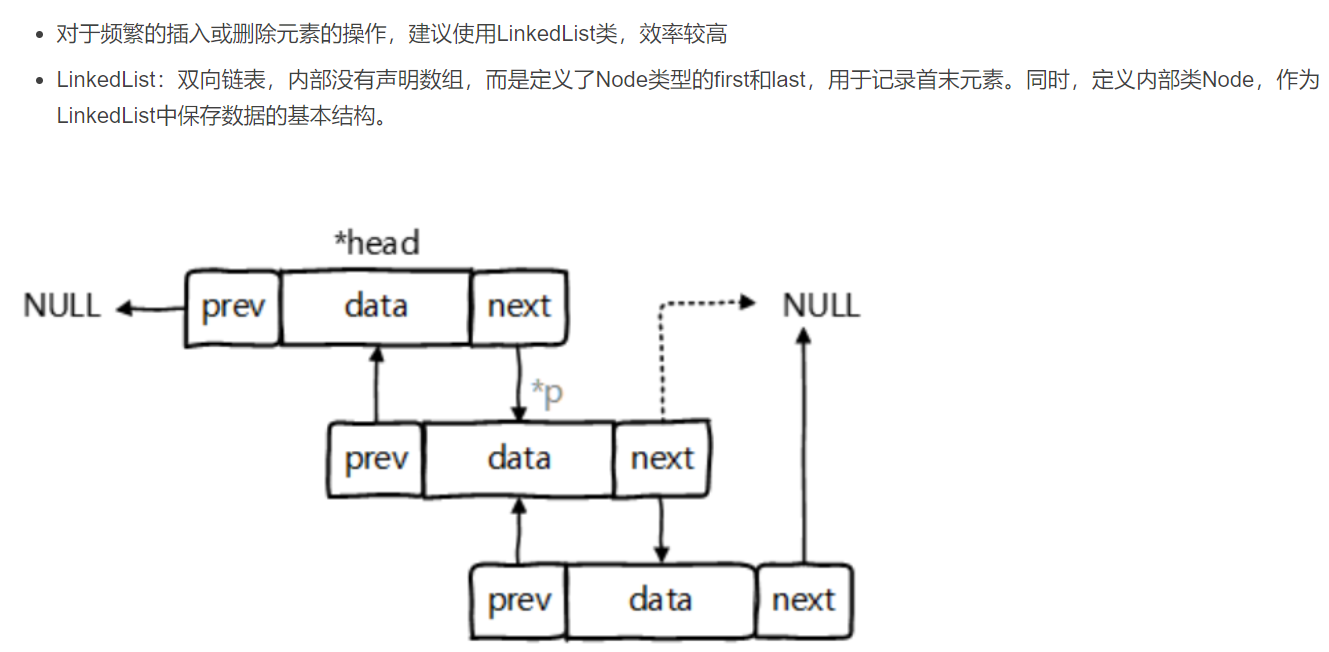 对于频繁的插入或删除元素的操作，建议使用LinkedList类，效率较高
LinkedList：双向链表，内部没有声明数组，而是定义了Node类型的first和last，用于记录首末元素。同时，定义内部类Node，作为
LinkedList中保存数据的基本结构。
*head
NULL prev data next NULL
*p
prev data next
prev data next